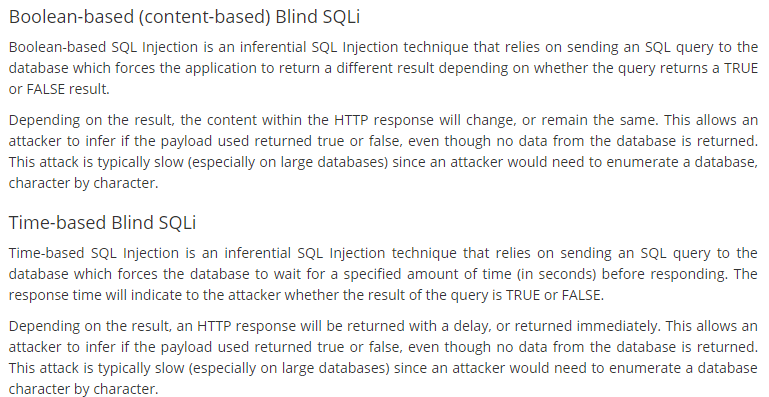 Boolean-based (content-based) Blind SQLi
Boolean-based SQL Injection is an inferential SQL Injection technique that relies on sending an SQL query to the
database which forces the application to return a different result depending on whether the query returns a TRUE
or FALSE result.
Depending on the result, the content within the HTTP response will change, or remain the same. This allows an
attacker to infer if the payload used returned true or false, even though no data from the database is returned.
This attack is typically slow (especially on large databases) since an attacker would need to enumerate a database,
character by character.
Time-based Blind SQLi
Time-based SQL Injection is an inferential SQL Injection technique that relies on sending an SQL query to the
database which forces the database to wait for a specified amount of time (in seconds) before responding. The
response time will indicate to the attacker whether the result of the query is TRUE or FALSE.
Depending on the result, an HTTP response will be returned with a delay, or returned immediately. This allows an
attacker to infer if the payload used returned true or false, even though no data from the database is returned.
This attack is typically slow (especially on large databases) since an attacker would need to enumerate a database
character by character.